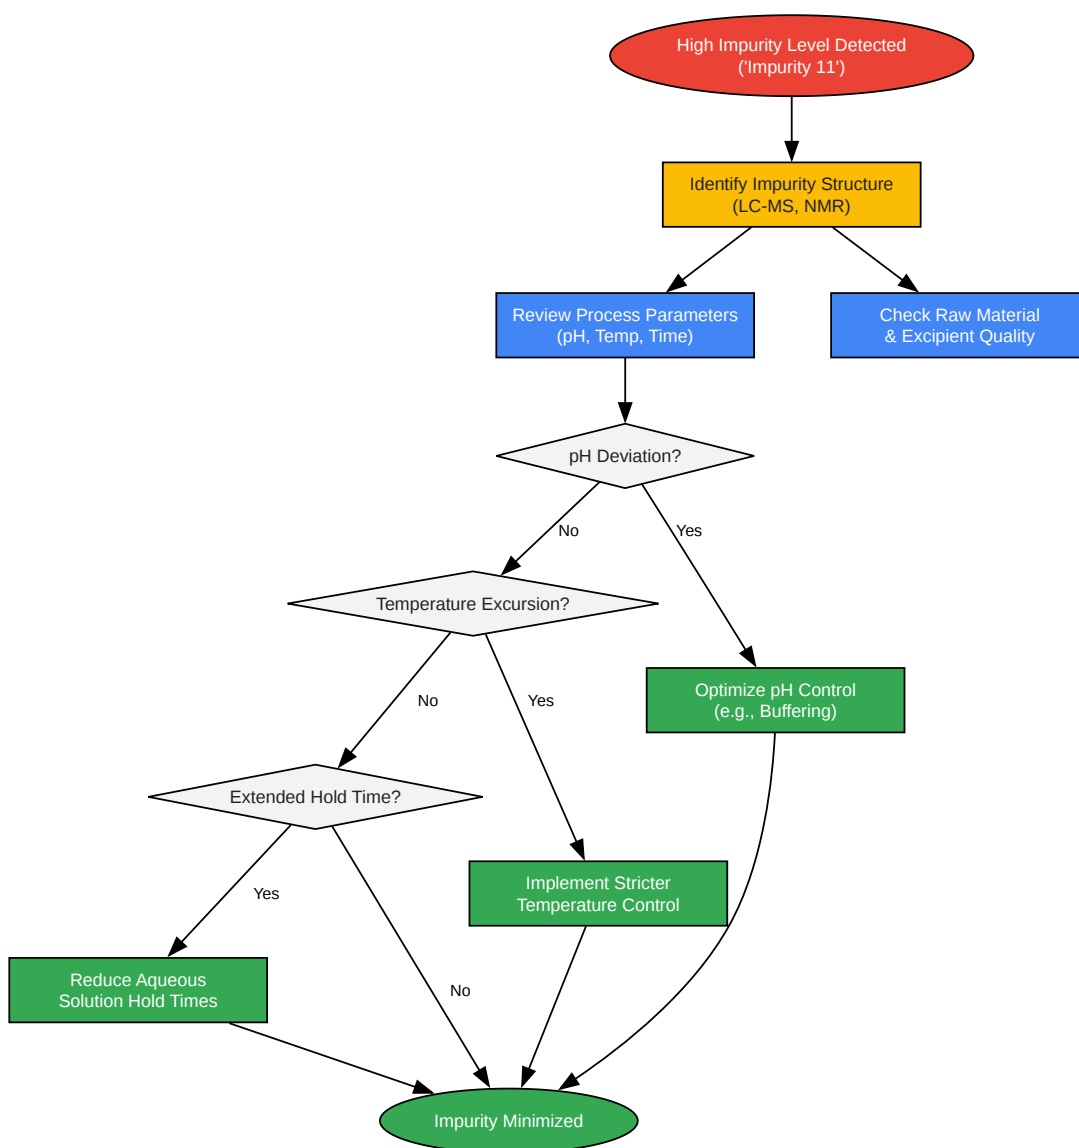 High Impurity Level Detected
('Impurity 11')
Identify Impurity Structure
(LC-MS, NMR)
Review Process Parameters
(pH, Temp, Time)
Check Raw Material
& Excipient Quality
pH Deviation?
No
Yes
Temperature Excursion?
No
Yes
Optimize pH Control
(e.g., Buffering)
Extended Hold Time?
Yes
No
Implement Stricter
Temperature Control
Reduce Aqueous
Solution Hold Times
Impurity Minimized